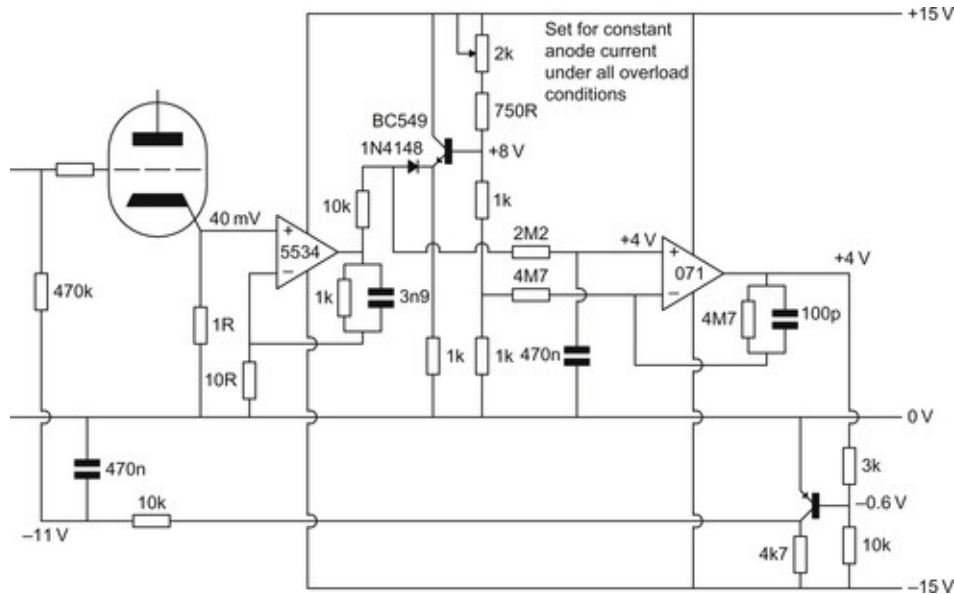 +15 V
Set for constant
anode current
under all overload
conditions
2k
750R
BC549
1N4148
+8 V
10k
1k
40 mV
+
5534
−
2M2
+4 V
+
071
−
+4 V
4M7
470k
1k
3n9
4M7
100p
1R
10R
1k
1k
470n
0 V
470n
3k
10k
−0.6 V
−11 V
4k7
10k
−15 V